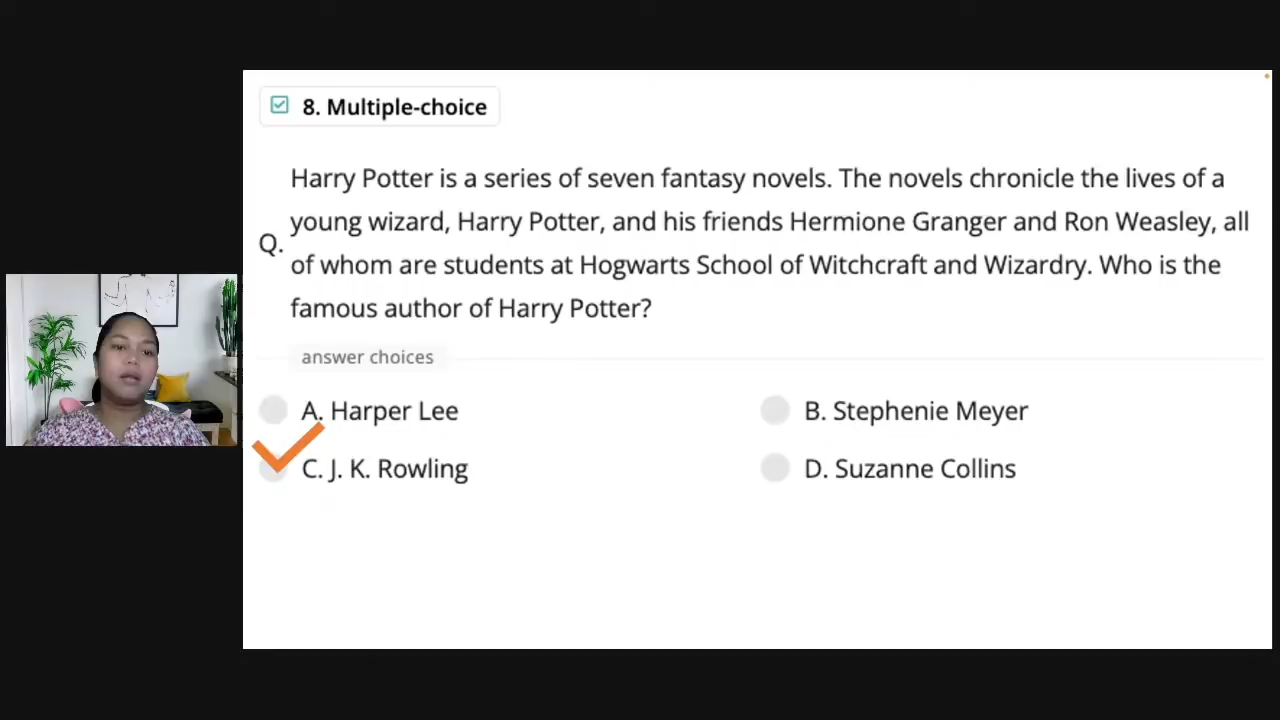 8. Multiple-choice
Harry Potter is a series of seven fantasy novels. The novels chronicle the lives of a
young wizard, Harry Potter, and his friends Hermione Granger and Ron Weasley, all
Q.
of whom are students at Hogwarts School of Witchcraft and Wizardry. Who is the
famous author of Harry Potter?
answer choices
A. Harper Lee
B. Stephenie Meyer
C. J. K. Rowling
D. Suzanne Collins